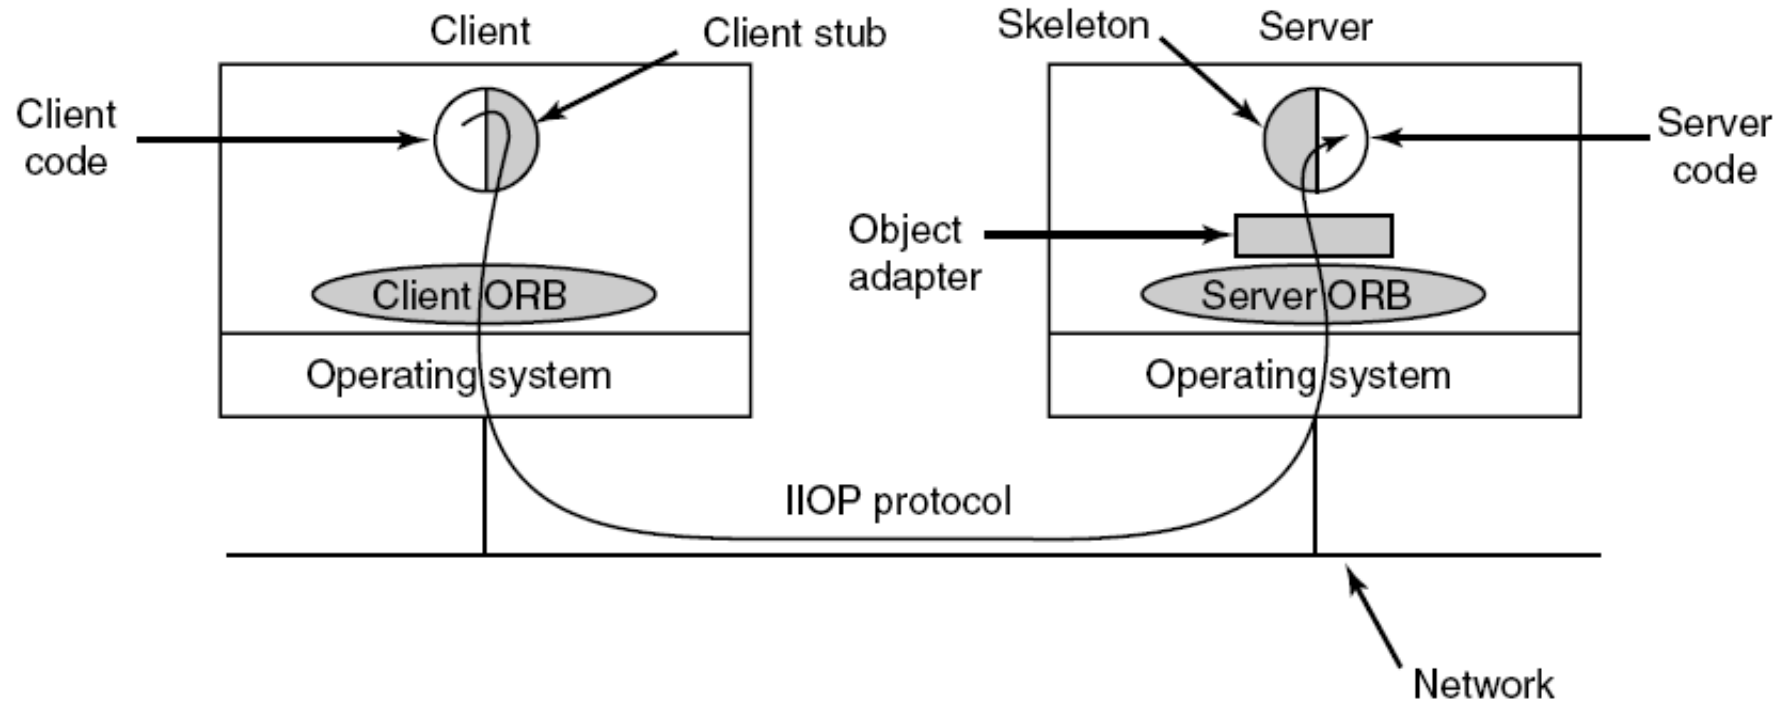 Client
Client stub
Skeleton
Server
Client
code
Server
code
Object
adapter
Client ORB
Server ORB
Operating system
Operating system
IIOP protocol
Network